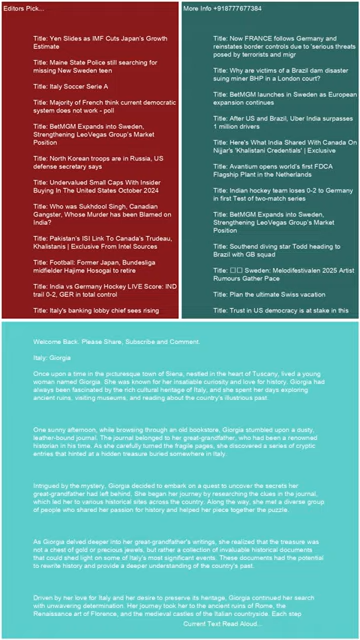 Editors Pick...
Title: Yen Slides as IMF Cuts Japan's Growth
Estimate
Title: Maine State Police still searching for
missing New Sweden teen
Title: Italy Soccer Serie A
Title: Majority of French think current democratic
system does not work - poll
Title: BetMGM Expands into Sweden,
Strengthening LeoVegas Group's Market
Position
Title: North Korean troops are in Russia, US
defense secretary says
Title: Undervalued Small Caps With Insider
Buying In The United States October 2024
Title: Who was Sukhdool Singh, Canadian
Gangster, Whose Murder has been Blamed on
India?
Title: Pakistan's ISI Link To Canada's Trudeau,
Khalistanis | Exclusive From Intel Sources
Title: Football: Former Japan, Bundesliga
midfielder Hajime Hosogai to retire
Title: India vs Germany Hockey LIVE Score: IND
trail 0-2, GER in total control
Title: Italy's banking lobby chief sees rising
More Info +918777677384
Title: Now FRANCE follows Germany and
reinstates border controls due to 'serious threats
posed by terrorists and migr
Title: Why are victims of a Brazil dam disaster
suing miner BHP in a London court?
Title: BetMGM launches in Sweden as European
expansion continues
Title: After US and Brazil, Uber India surpasses
1 million drivers
Title: Here's What India Shared With Canada On
Nijjar's 'Khalistani Credentials' | Exclusive
Title: Avantium opens world's first FDCA
Flagship Plant in the Netherlands
Title: Indian hockey team loses 0-2 to Germany
in first Test of two-match series
Title: BetMGM Expands into Sweden,
Strengthening LeoVegas Group's Market
Position
Title: Southend diving star Todd heading to
Brazil with GB squad
Title: □□ Sweden: Melodifestivalen 2025 Artist
Rumours Gather Pace
Title: Plan the ultimate Swiss vacation
Title: Trust in US democracy is at stake in this
Welcome Back. Please Share, Subscribe and Comment.
Italy: Giorgia
Once upon a time in the picturesque town of Siena, nestled in the heart of Tuscany, lived a young
woman named Giorgia. She was known for her insatiable curiosity and love for history. Giorgia had
always been fascinated by the rich cultural heritage of Italy, and she spent her days exploring
ancient ruins, visiting museums, and reading about the country's illustrious past.
One sunny afternoon, while browsing through an old bookstore, Giorgia stumbled upon a dusty,
leather-bound journal. The journal belonged to her great-grandfather, who had been a renowned
historian in his time. As she carefully turned the fragile pages, she discovered a series of cryptic
entries that hinted at a hidden treasure buried somewhere in Italy.
Intrigued by the mystery, Giorgia decided to embark on a quest to uncover the secrets her
great-grandfather had left behind. She began her journey by researching the clues in the journal,
which led her to various historical sites across the country. Along the way, she met a diverse group
of people who shared her passion for history and helped her piece together the puzzle.
As Giorgia delved deeper into her great-grandfather's writings, she realized that the treasure was
not a chest of gold or precious jewels, but rather a collection of invaluable historical documents
that could shed light on some of Italy's most significant events. These documents had the potential
to rewrite history and provide a deeper understanding of the country's past.
Driven by her love for Italy and her desire to preserve its heritage, Giorgia continued her search
with unwavering determination. Her journey took her to the ancient ruins of Rome, the
Renaissance art of Florence, and the medieval castles of the Italian countryside. Each step
Current Text Read Aloud...